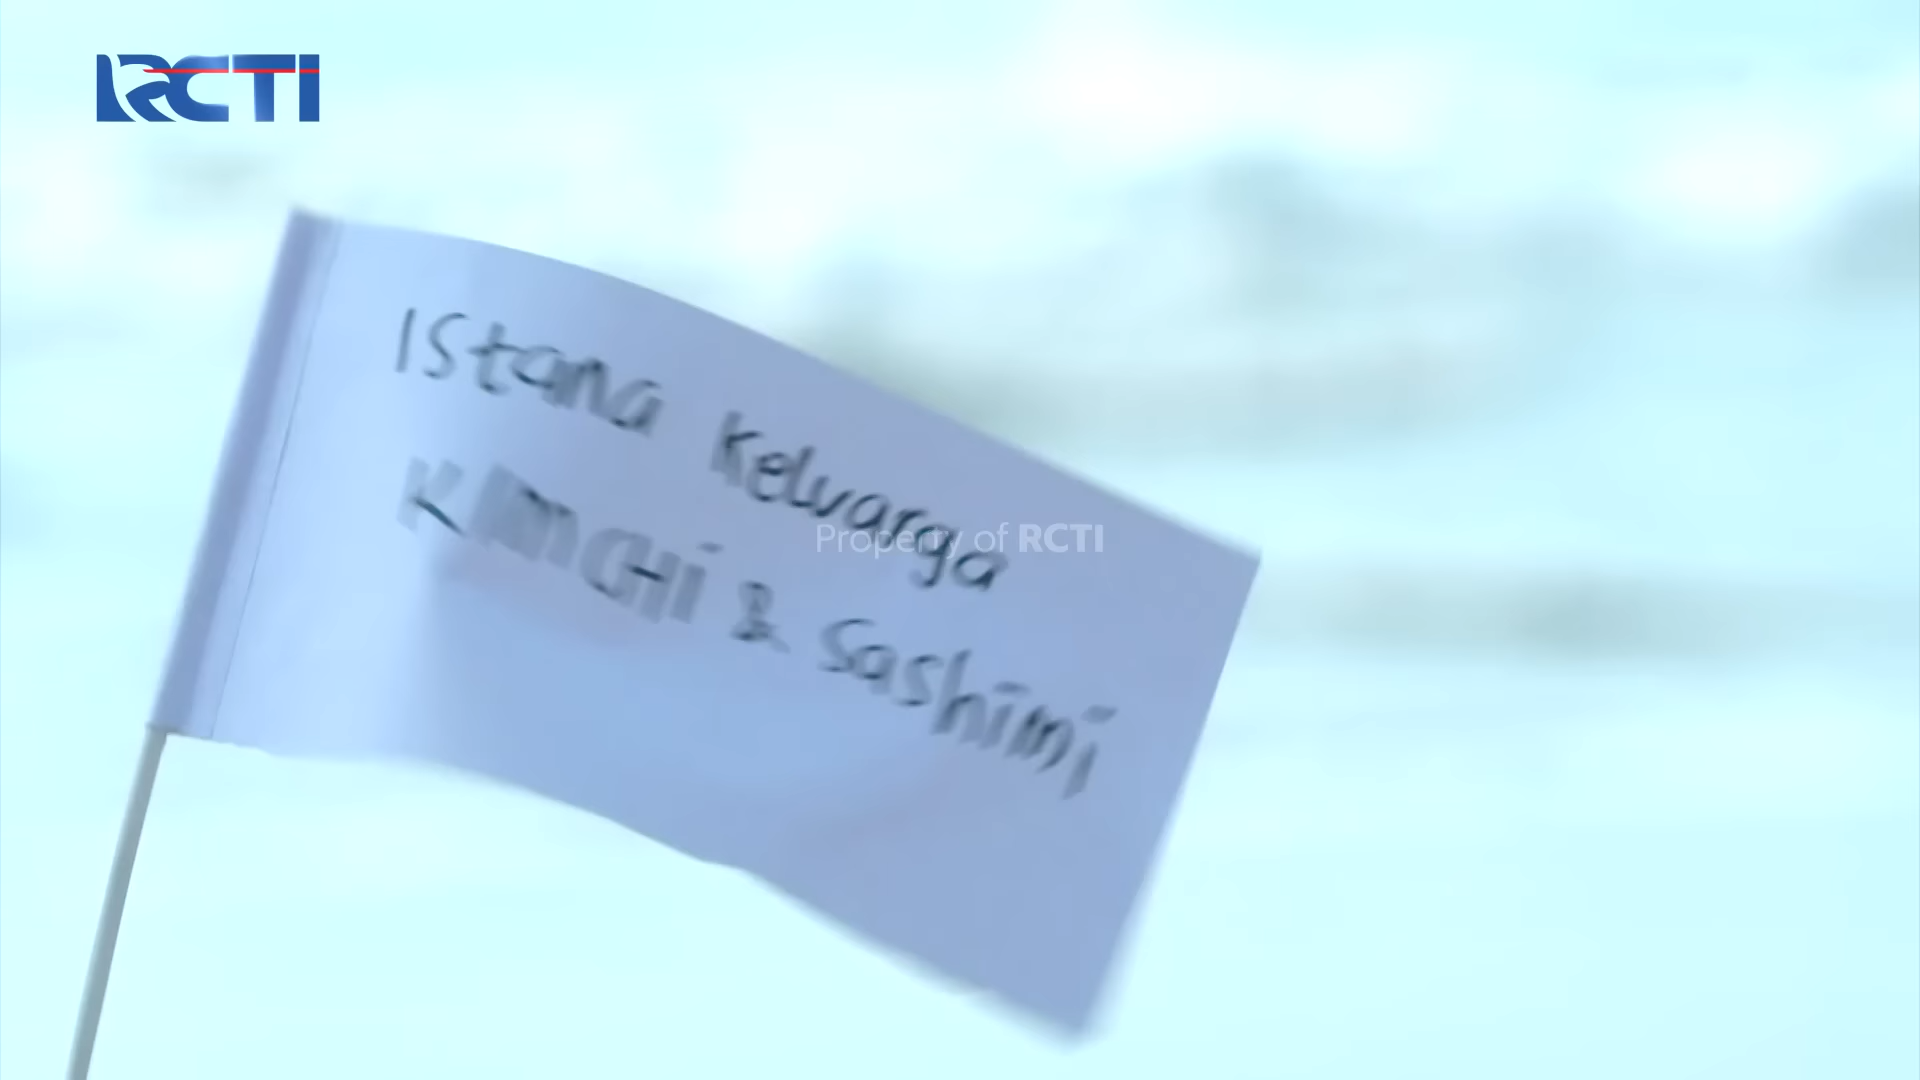 RCTI
Istana Keluarga
KIMCHi & Sashimi
Property of RCTI